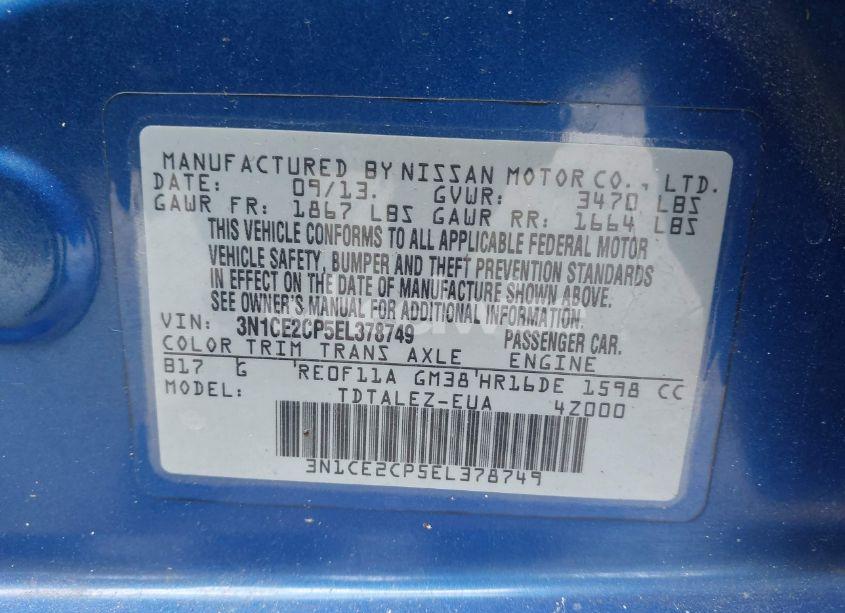 MANUFACTURED BY NISSAN MOTOR CO., LTD.
DATE: 09/13. GVWR: 3470 LBS
GAWR FR: 1867 LBS GAWR RR: 1664 LBS
THIS VEHICLE CONFORMS TO ALL APPLICABLE FEDERAL MOTOR
VEHICLE SAFETY, BUMPER AND THEFT PREVENTION STANDARDS
IN EFFECT ON THE DATE OF MANUFACTURE SHOWN ABOVE.
SEE OWNER'S MANUAL FOR ADDITIONAL INFORMATION.
VIN: 3N1CE2CP5EL378749 PASSENGER CAR.
COLOR TRIM TRANS AXLE ENGINE
B17 G 'RE0F11A GM38'HR16DE 1598 CC
MODEL: TDTALEZ-EUA 4Z000
3N1CE2CP5EL378749